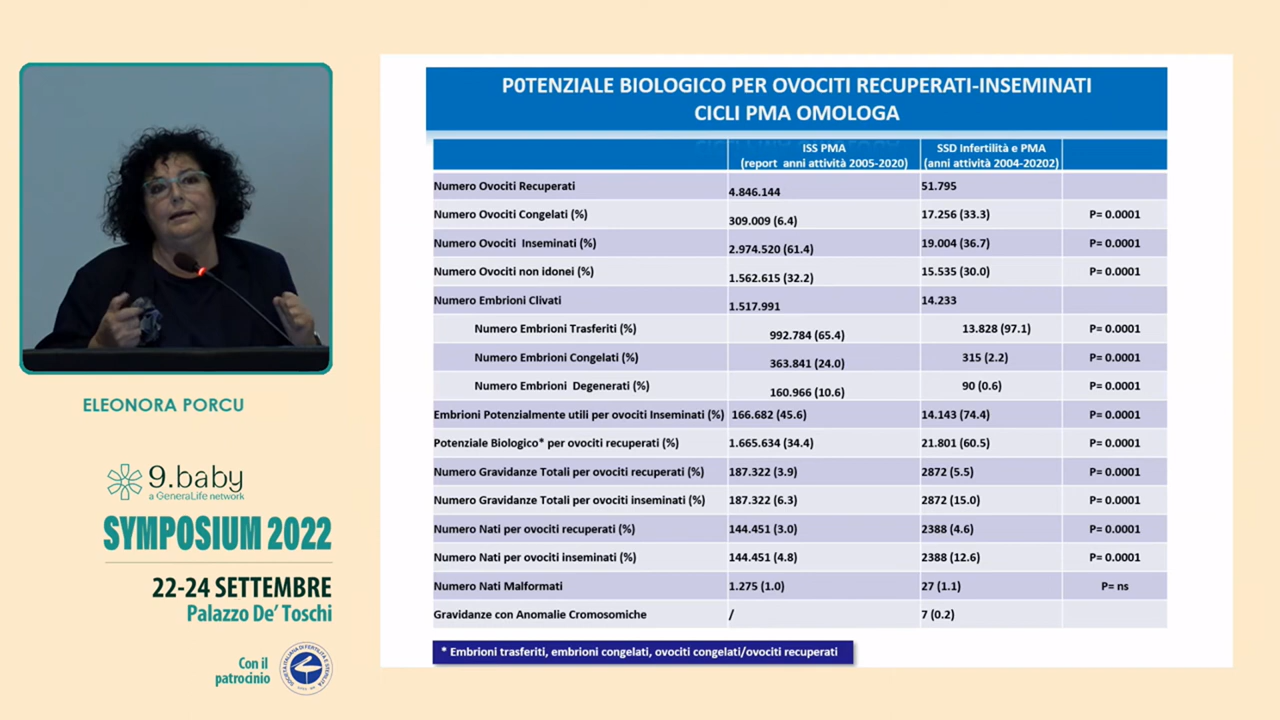 P0TENZIALE BIOLOGICO PER OVOCITI RECUPERATI-INSEMINATI
CICLI PMA OMOLOGA
ISS PMA SSD Infertilità e PMA
(report anni attività 2005-2020) (anni attività 2004-20202)
Numero Ovociti Recuperati 4.846.144 51.795
Numero Ovociti Congelati (%) 309.009 (6.4) 17.256 (33.3) P= 0.0001
Numero Ovociti Inseminati (%) 2.974.520 (61.4) 19.004 (36.7) P= 0.0001
Numero Ovociti non idonei (%) 1.562.615 (32.2) 15.535 (30.0) P= 0.0001
Numero Embrioni Clivati 1.517.991 14.233
Numero Embrioni Trasferiti (%) 992.784 (65.4) 13.828 (97.1) P= 0.0001
Numero Embrioni Congelati (%) 363.841 (24.0) 315 (2.2) P= 0.0001
Numero Embrioni Degenerati (%) 160.966 (10.6) 90 (0.6) P= 0.0001
Embrioni Potenzialmente utili per ovociti Inseminati (%) 166.682 (45.6) 14.143 (74.4) P= 0.0001
Potenziale Biologico* per ovociti recuperati (%) 1.665.634 (34.4) 21.801 (60.5) P= 0.0001
Numero Gravidanze Totali per ovociti recuperati (%) 187.322 (3.9) 2872 (5.5) P= 0.0001
Numero Gravidanze Totali per ovociti inseminati (%) 187.322 (6.3) 2872 (15.0) P= 0.0001
Numero Nati per ovociti recuperati (%) 144.451 (3.0) 2388 (4.6) P= 0.0001
Numero Nati per ovociti inseminati (%) 144.451 (4.8) 2388 (12.6) P= 0.0001
Numero Nati Malformati 1.275 (1.0) 27 (1.1) P= ns
Gravidanze con Anomalie Cromosomiche / 7 (0.2)
* Embrioni trasferiti, embrioni congelati, ovociti congelati/ovociti recuperati
ELEONORA PORCU
9.baby
a GeneraLife network
SYMPOSIUM 2022
22-24 SETTEMBRE
Palazzo De' Toschi
Con il
patrocinio